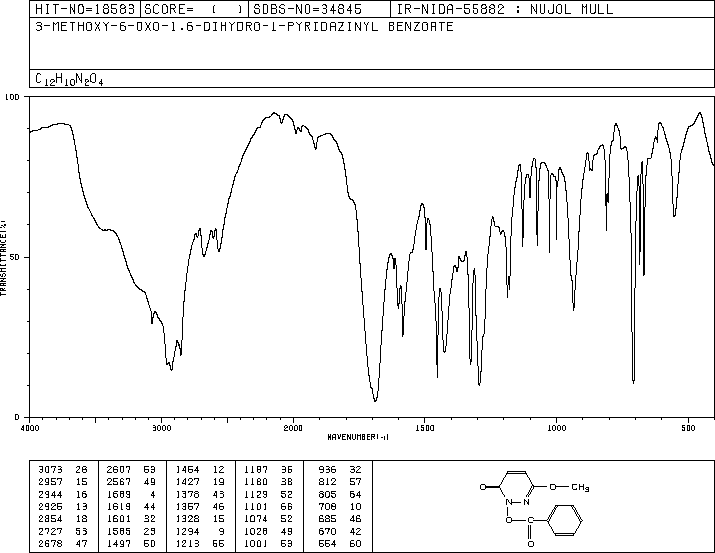 HIT-NO=18583 SCORE= ( ) SDBS-NO=34845 IR-NIDA-55882 : NUJOL MULL
3-METHOXY-6-OXO-1.6-DIHYDRO-1-PYRIDAZINYL BENZOATE
C12H10N2O4
100
50
0
TRANSMITTANCE(%)
4000 3000 2000 1500 1000 500
WAVENUMBER(-1)
3073 28 2607 53 1454 12 1187 36 936 32
2957 15 2567 49 1427 19 1180 38 812 57
2944 16 1689 4 1378 43 1129 52 805 64
2925 13 1619 44 1357 46 1101 66 708 10
2854 18 1601 32 1328 15 1074 52 685 46
2727 53 1585 25 1294 9 1028 49 670 42
2678 47 1497 50 1213 55 1001 53 554 60
O O CH3
N N
O
O